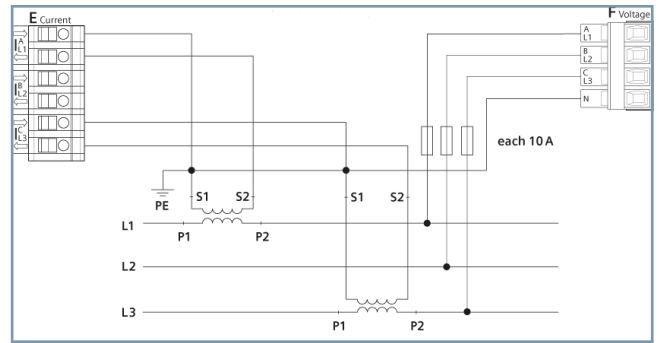 E Current
I A L1
I B L2
I C L3
F Voltage
A
L1
B
L2
C
L3
N
each 10 A
PE
S1 S2
S1 S2
L1
P1 P2
L2
L3
P1 P2